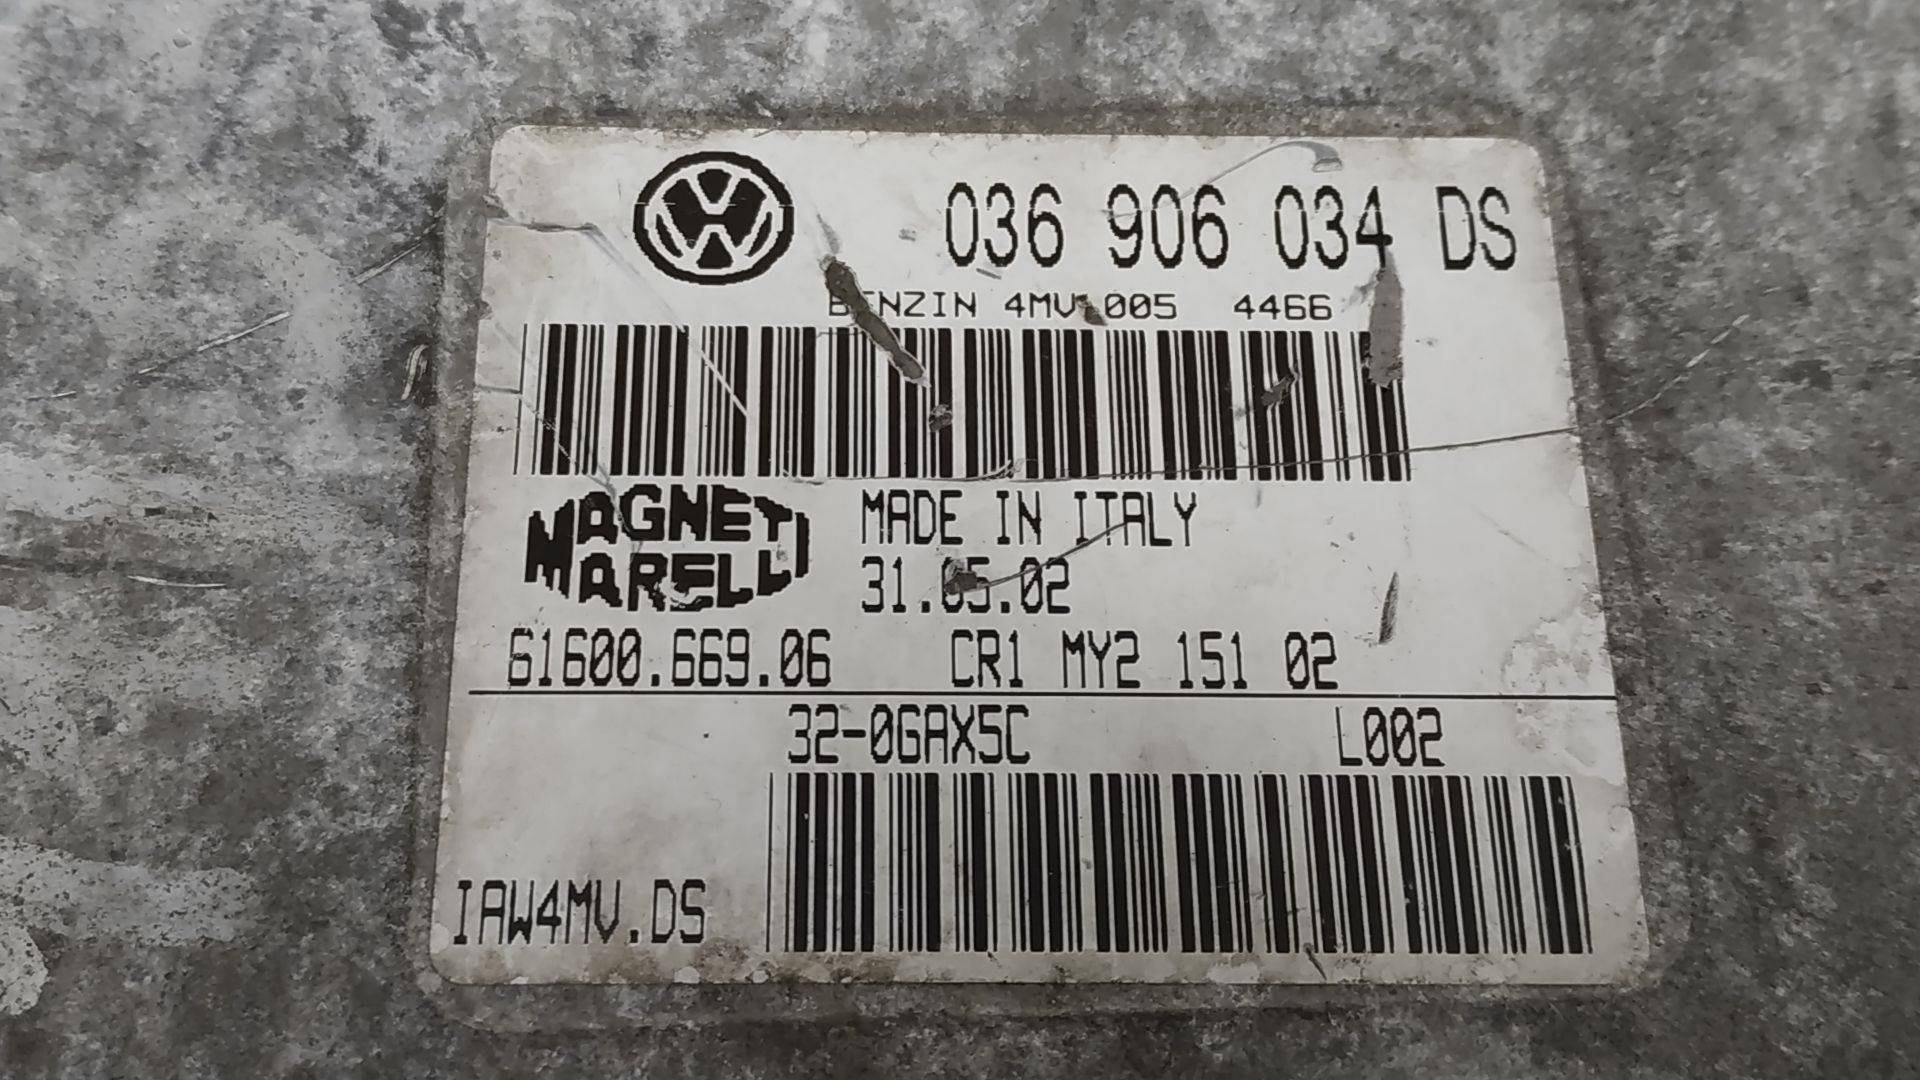 036 906 034 DS
BENZIN 4MV 005 4466
MAGNETI
MARELLI
MADE IN ITALY
31.05.02
61600.669.06 CR1 MY2 151 02
32-0GAX5C L002
IAW4MV.DS